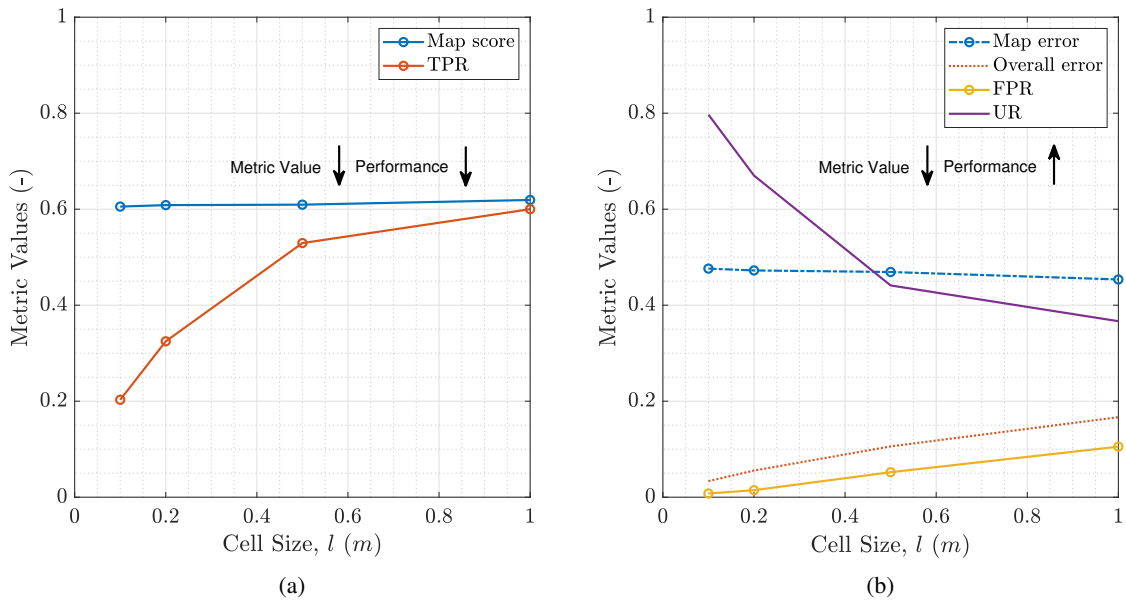 1
0.8
0.6
0.4
0.2
0
0
0.2
0.4
0.6
0.8
1
Metric Values (-)
Cell Size, l (m)
Map score
TPR
Metric Value
Performance
(a)
1
0.8
0.6
0.4
0.2
0
0
0.2
0.4
0.6
0.8
1
Metric Values (-)
Cell Size, l (m)
Map error
Overall error
FPR
UR
Metric Value
Performance
(b)